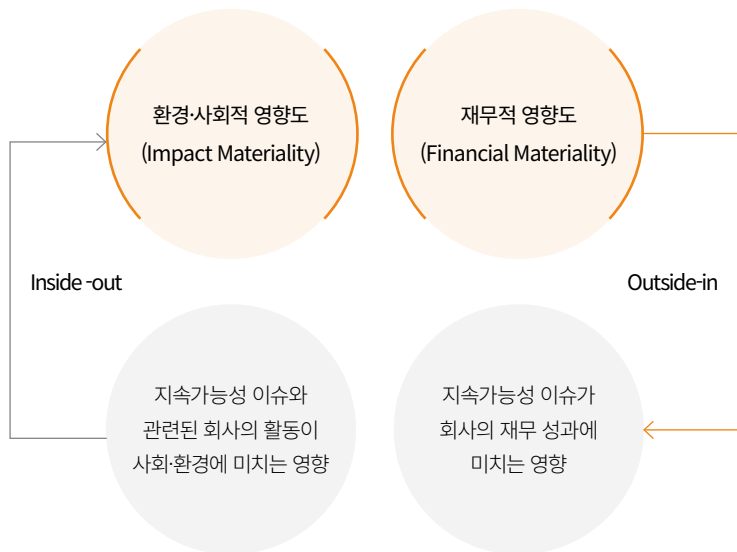 환경·사회적 영향도
(Impact Materiality)
재무적 영향도
(Financial Materiality)
Inside -out
Outside-in
지속가능성 이슈와
관련된 회사의 활동이
사회·환경에 미치는 영향
지속가능성 이슈가
회사의 재무 성과에
미치는 영향